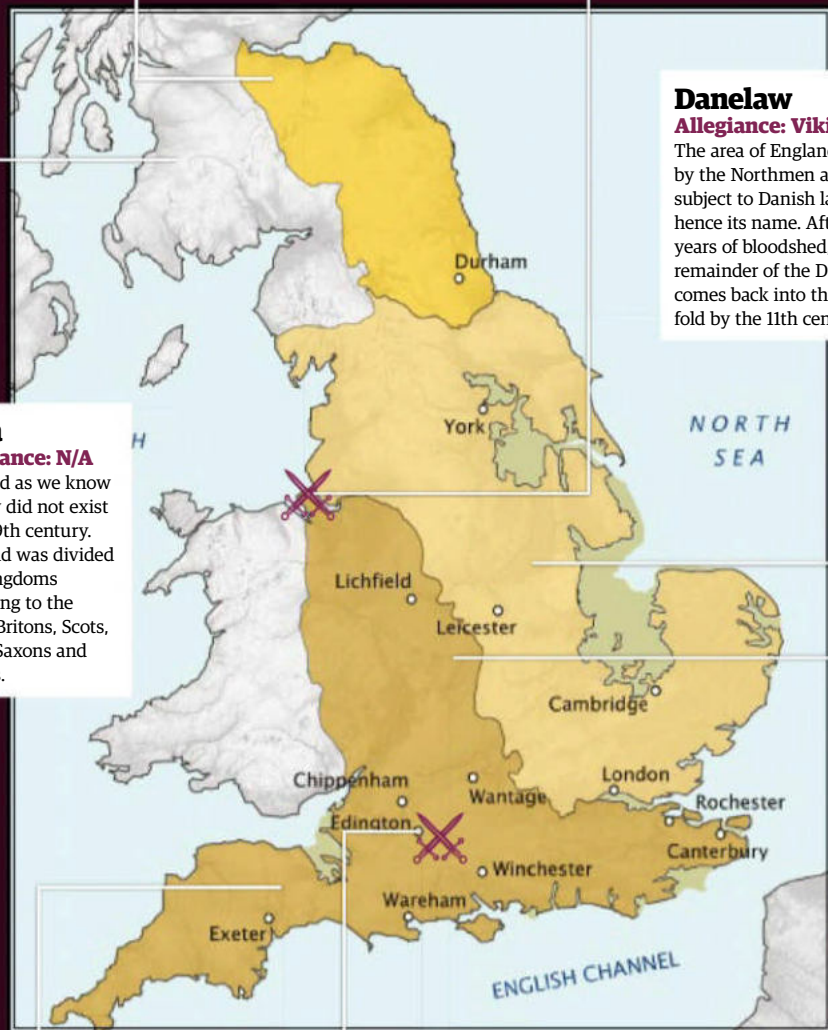 Danelaw
Allegiance: Viki
The area of England
by the Northmen a
subject to Danish la
hence its name. Aft
years of bloodshed,
remainder of the D
comes back into th
fold by the 11th cen
Durham
York
NORTH
SEA
H
ance: N/A
d as we know
did not exist
9th century.
d was divided
gdoms
ng to the
Britons, Scots,
Saxons and
s.
Lichfield
Leicester
Cambridge
Chippenham
Wantage
London
Rochester
Edington
Canterbury
Winchester
Wareham
Exeter
ENGLISH CHANNEL